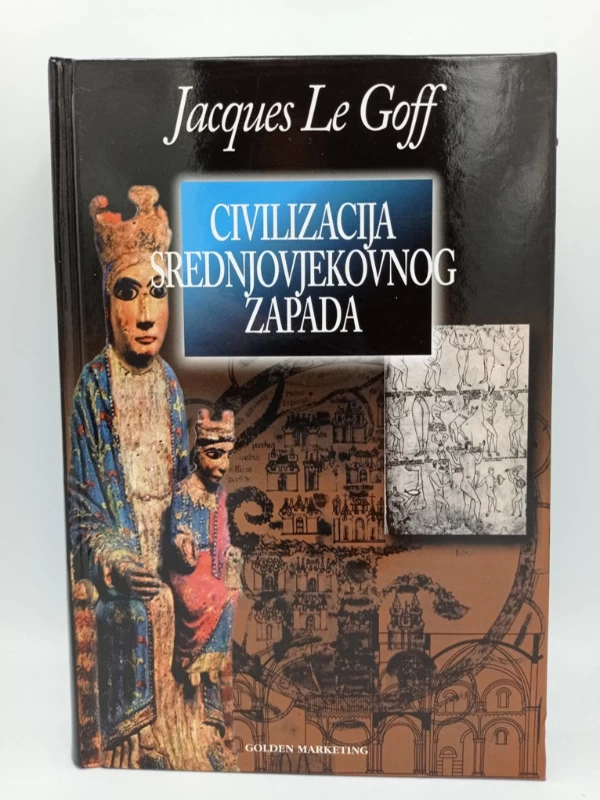 Jacques Le Goff
CIVILIZACIJA
SREDNJOVJEKOVNOG
ZAPADA
GOLDEN MARKETING